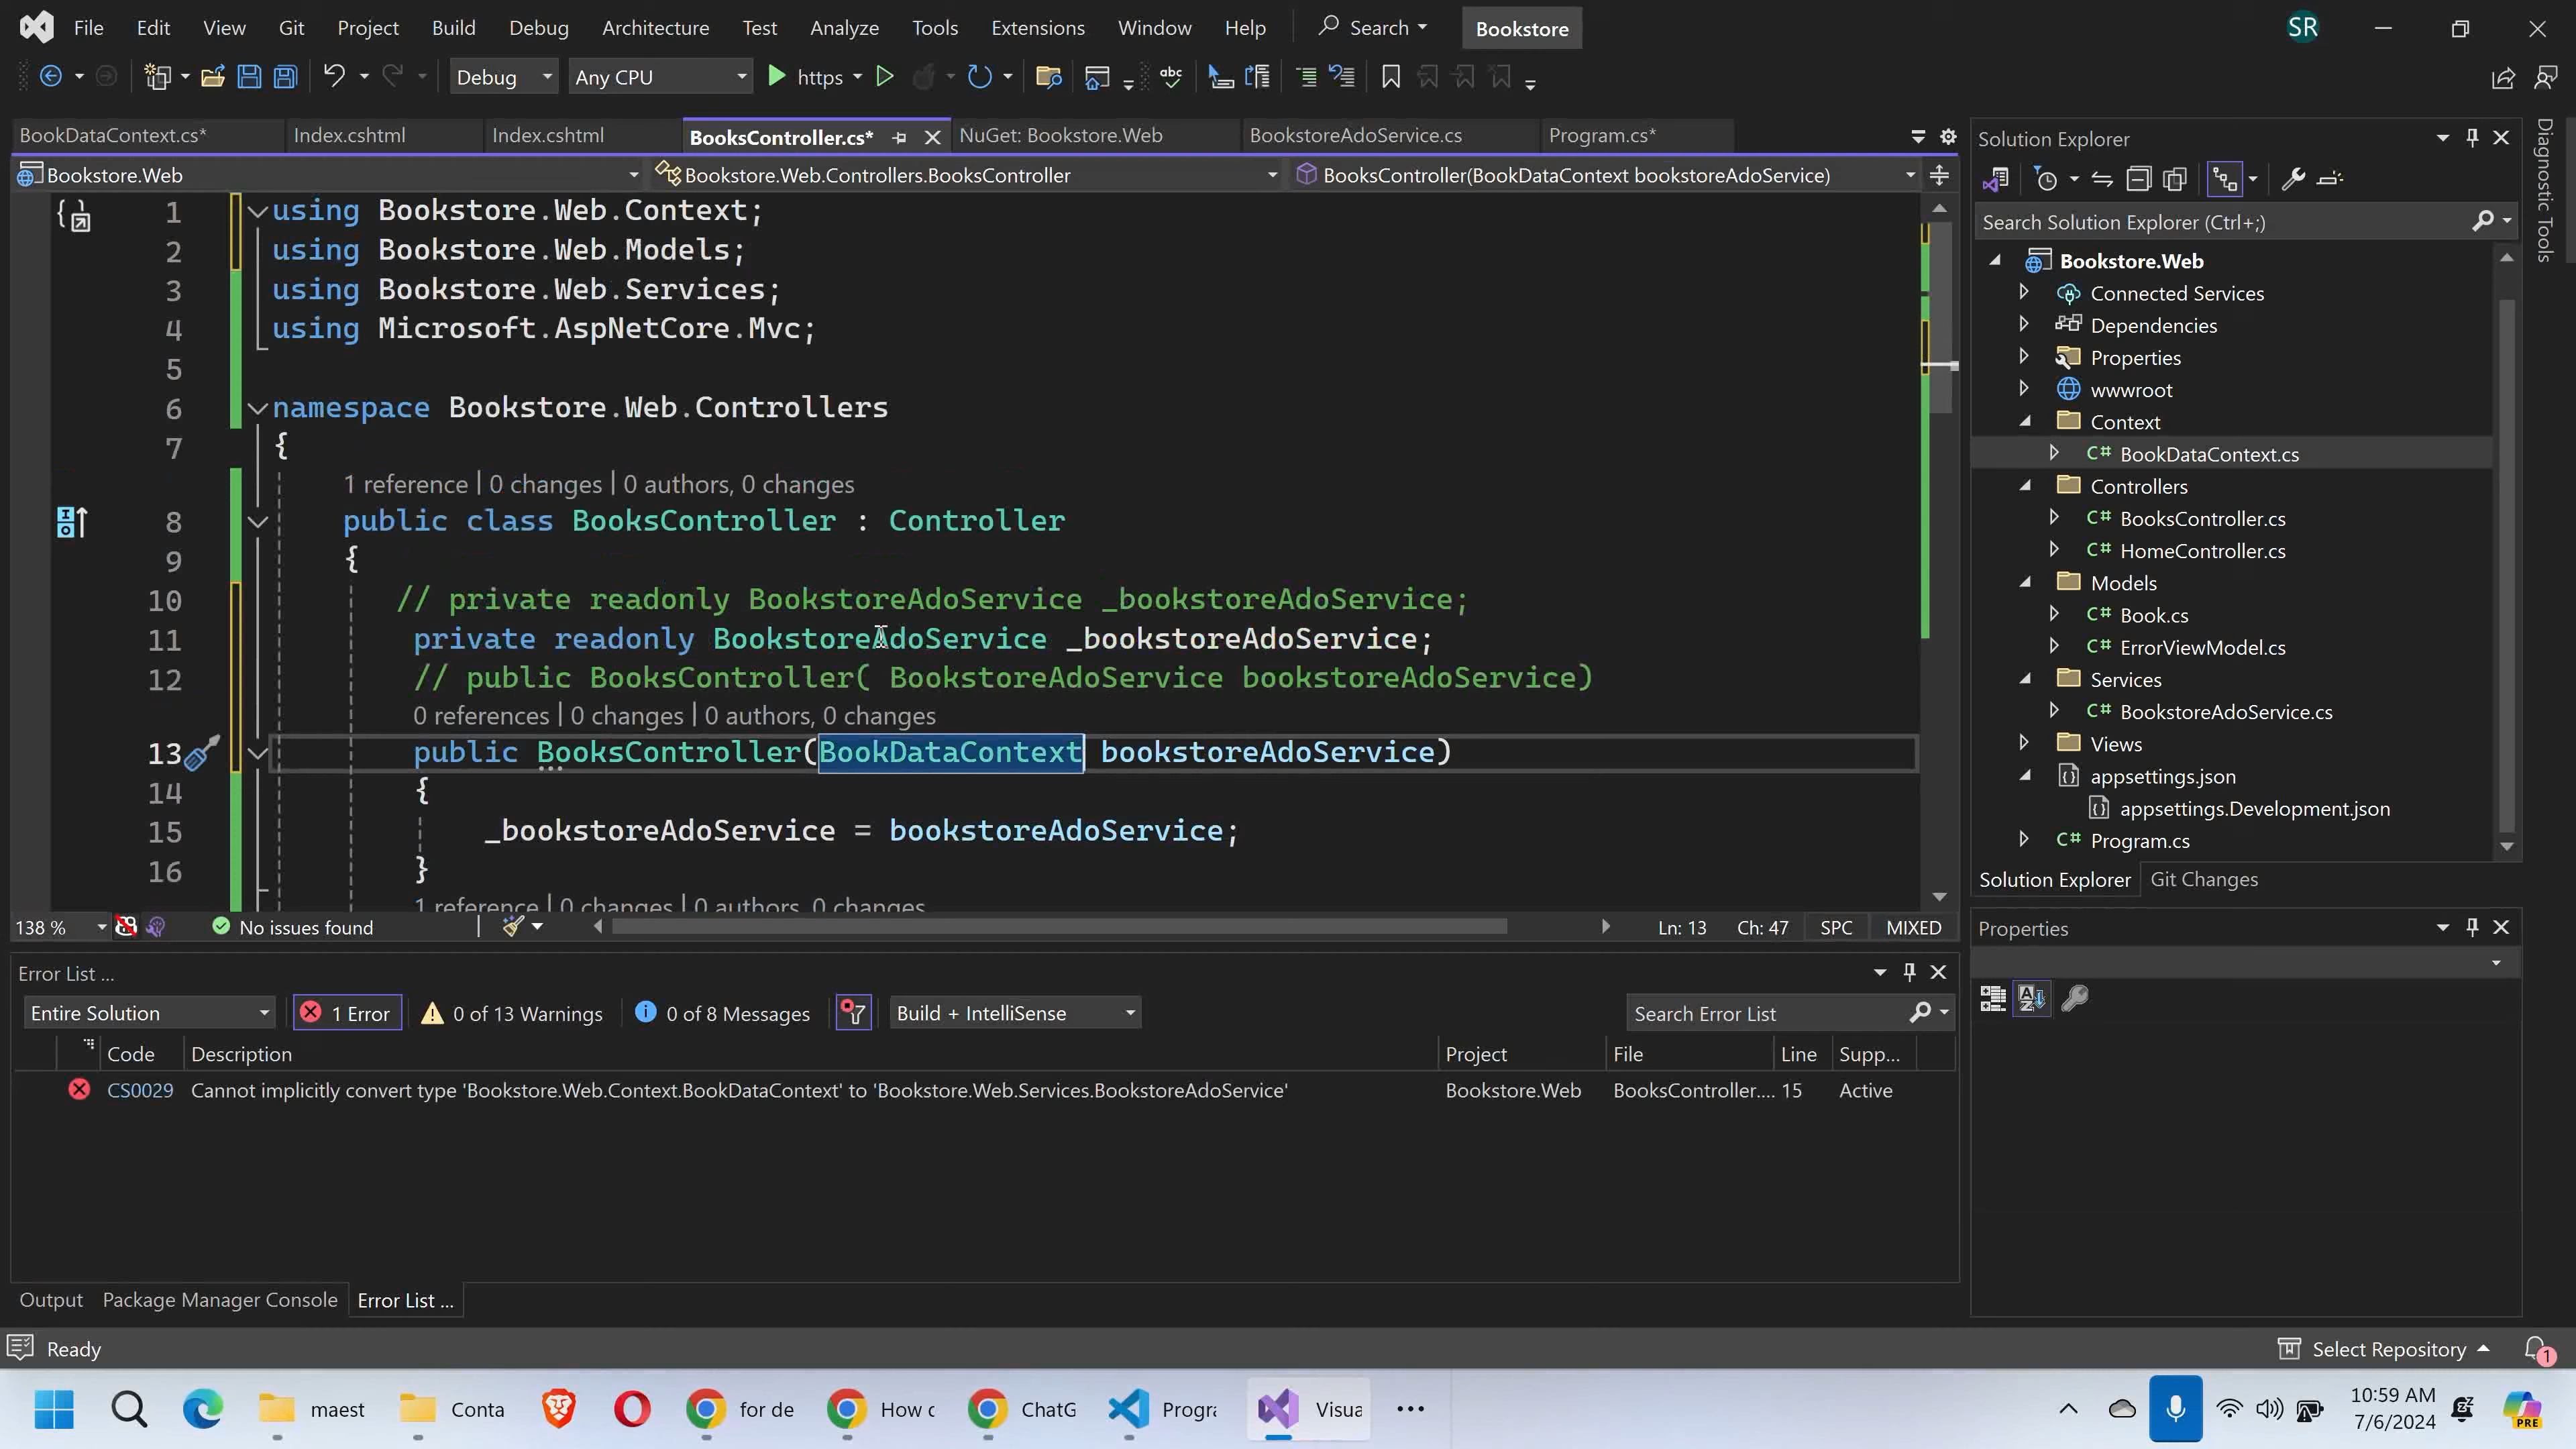 File Edit View Git Project Build Debug Architecture Test Analyze Tools Extensions Window Help Search Bookstore SR
Debug Any CPU https abc
BookDataContext.cs* Index.cshtml Index.cshtml BooksController.cs* NuGet: Bookstore.Web BookstoreAdoService.cs Program.cs*
Bookstore.Web Bookstore.Web.Controllers.BooksController BooksController(BookDataContext bookstoreAdoService)
1 using Bookstore.Web.Context;
2 using Bookstore.Web.Models;
3 using Bookstore.Web.Services;
4 using Microsoft.AspNetCore.Mvc;
5
6 namespace Bookstore.Web.Controllers
7 {
1 reference | 0 changes | 0 authors, 0 changes
8 public class BooksController : Controller
9 {
10 // private readonly BookstoreAdoService _bookstoreAdoService;
11 private readonly BookstoreAdoService _bookstoreAdoService;
12 // public BooksController( BookstoreAdoService bookstoreAdoService)
0 references | 0 changes | 0 authors, 0 changes
13 public BooksController(BookDataContext bookstoreAdoService)
14 {
15 _bookstoreAdoService = bookstoreAdoService;
16 }
1 reference | 0 changes | 0 authors, 0 changes
138 % No issues found Ln: 13 Ch: 47 SPC MIXED
Error List ...
Entire Solution 1 Error 0 of 13 Warnings 0 of 8 Messages Build + IntelliSense Search Error List
Code Description Project File Line Supp...
CS0029 Cannot implicitly convert type 'Bookstore.Web.Context.BookDataContext' to 'Bookstore.Web.Services.BookstoreAdoService' Bookstore.Web BooksController.... 15 Active
Output Package Manager Console Error List ...
Solution Explorer
Search Solution Explorer (Ctrl+;)
Bookstore.Web
Connected Services
Dependencies
Properties
wwwroot
Context
C# BookDataContext.cs
Controllers
C# BooksController.cs
C# HomeController.cs
Models
C# Book.cs
C# ErrorViewModel.cs
Services
C# BookstoreAdoService.cs
Views
appsettings.json
appsettings.Development.json
C# Program.cs
Solution Explorer Git Changes
Properties
Diagnostic Tools
Ready Select Repository 1
maest Conta for de How c ChatG Progra Visua 10:59 AM
7/6/2024
PRE